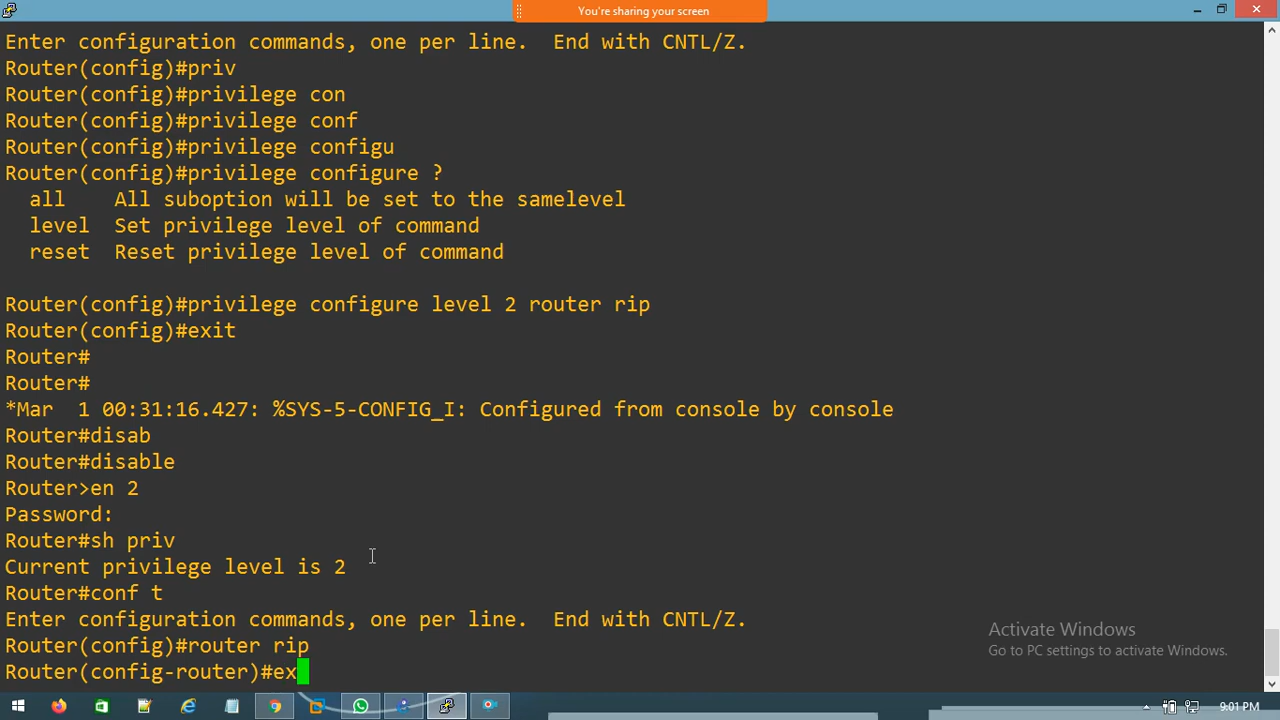 You're sharing your screen
Enter configuration commands, one per line.  End with CNTL/Z.
Router(config)#priv
Router(config)#privilege con
Router(config)#privilege conf
Router(config)#privilege configu
Router(config)#privilege configure ?
  all    All suboption will be set to the samelevel
  level  Set privilege level of command
  reset  Reset privilege level of command
Router(config)#privilege configure level 2 router rip
Router(config)#exit
Router#
Router#
*Mar  1 00:31:16.427: %SYS-5-CONFIG_I: Configured from console by console
Router#disab
Router#disable
Router>en 2
Password:
Router#sh priv
Current privilege level is 2
Router#conf t
Enter configuration commands, one per line.  End with CNTL/Z.
Router(config)#router rip
Router(config-router)#ex
Activate Windows
Go to PC settings to activate Windows.
9:01 PM